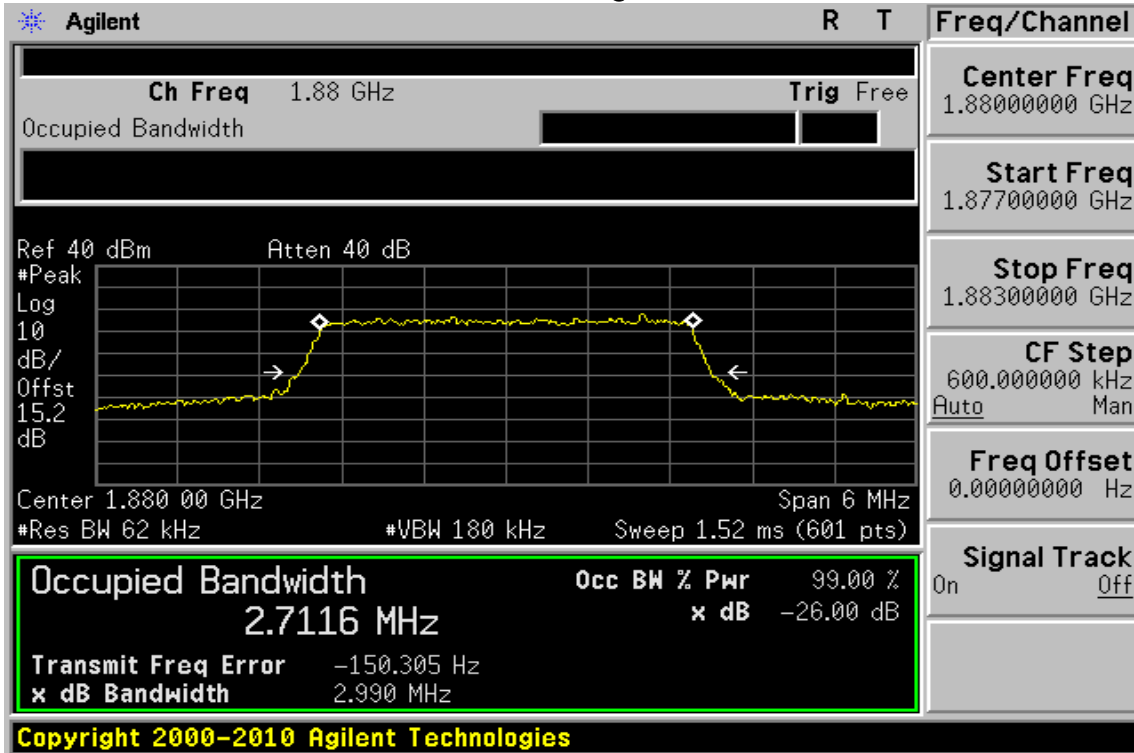 Agilent R T Freq/Channel
Ch Freq 1.88 GHz Trig Free
Occupied Bandwidth
Center Freq
1.88000000 GHz
Start Freq
1.87700000 GHz
Stop Freq
1.88300000 GHz
CF Step
600.000000 kHz
Auto Man
Freq Offset
0.00000000 Hz
Signal Track
On Off
Ref 40 dBm Atten 40 dB
#Peak
Log
10
dB/
Offst
15.2
dB
Center 1.880 00 GHz Span 6 MHz
#Res BW 62 kHz #VBW 180 kHz Sweep 1.52 ms (601 pts)
Occupied Bandwidth Occ BW % Pwr 99.00 %
2.7116 MHz x dB -26.00 dB
Transmit Freq Error -150.305 Hz
x dB Bandwidth 2.990 MHz
Copyright 2000-2010 Agilent Technologies